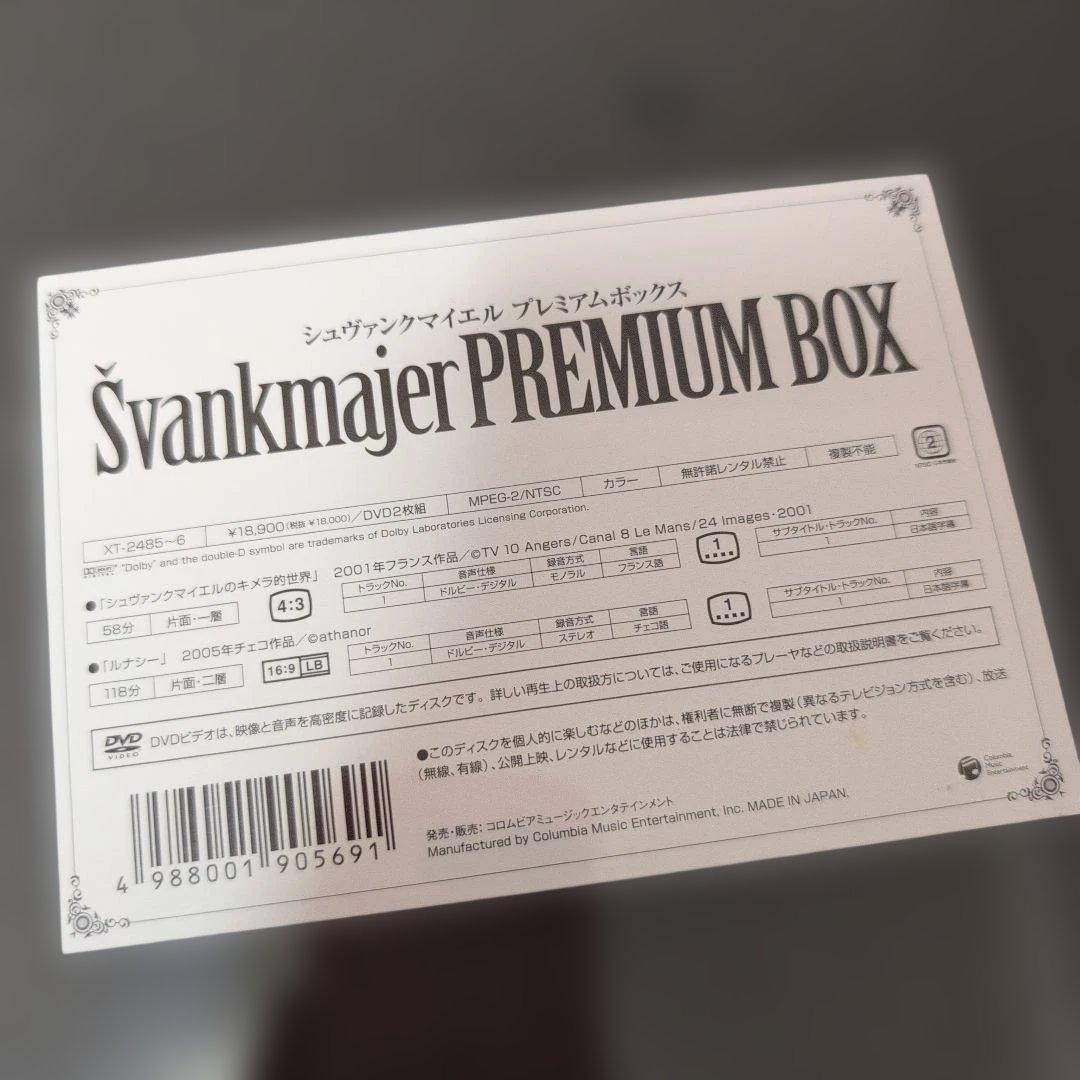 シュヴァンクマイエル プレミアムボックス
Švankmajer PREMIUM BOX
XT-2485~6 ¥18,900(税抜 ¥18,000)/DVD2枚組 MPEG-2/NTSC カラー 無許諾レンタル禁止 複製不能 2
"Dolby" and the double-D symbol are trademarks of Dolby Laboratories Licensing Corporation.
●「シュヴァンクマイエルのキメラ的世界」 2001年フランス作品/©TV 10 Angers/Canal 8 Le Mans/24 Images・2001
58分 片面・一層 4:3
トラックNo. 音声仕様 録音方式 言語
1 ドルビー・デジタル モノラル フランス語
1
サブタイトル・トラックNo. 内容
1 日本語字幕
●「ルナシー」 2005年チェコ作品/©athanor
118分 片面・二層 16:9 LB
トラックNo. 音声仕様 録音方式 言語
1 ドルビー・デジタル ステレオ チェコ語
1
サブタイトル・トラックNo. 内容
1 日本語字幕
DVD VIDEO
DVDビデオは、映像と音声を高密度に記録したディスクです。詳しい再生上の取扱方については、ご使用になるプレーヤなどの取扱説明書をご覧ください。
●このディスクを個人的に楽しむなどのほかは、権利者に無断で複製(異なるテレビジョン方式を含む)、放送
(無線、有線)、公開上映、レンタルなどに使用することは法律で禁じられています。
Columbia
Music
Entertainment
発売・販売:コロムビアミュージックエンタテインメント
Manufactured by Columbia Music Entertainment, Inc. MADE IN JAPAN.
4 988001 905691